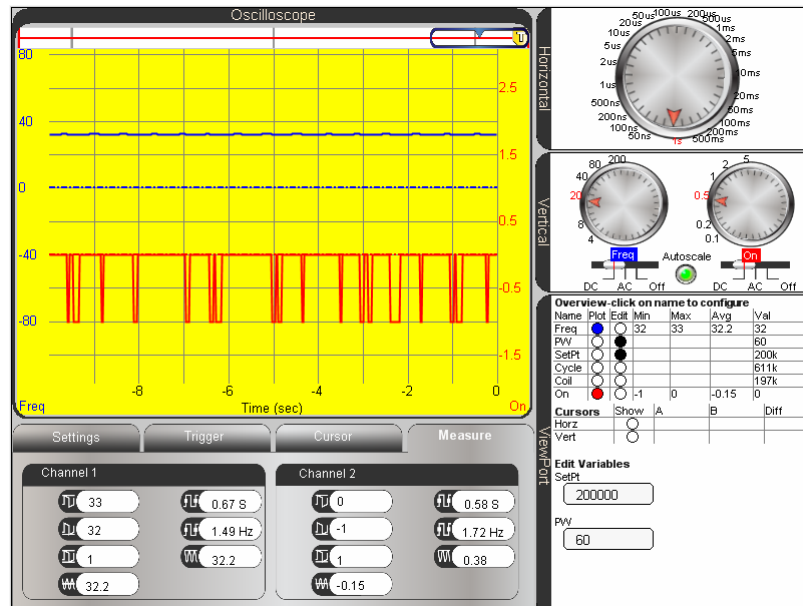 Oscilloscope
U
80
40
0
-40
-80
2.5
1.5
0.5
-0.5
-1.5
-8
-6
-4
-2
0
Freq
Time (sec)
On
Horizontal
50us 100us 200us
20us 500us
10us 1ms
5us 2ms
2us 5ms
1us 10ms
500ns 20ms
200ns 50ms
100ns 200ms
50ns 1s 500ms
Vertical
80 200
40
20
8
4
Freq
DC AC Off
Autoscale
2 5
1
0.5
0.2
0.1
On
DC AC Off
ViewPort
Overview-click on name to configure
Name Plot Edit Min Max Avg Val
Freq 32 33 32.2 32
PW 60
SetPt 200k
Cycle 611k
Coil 197k
On -1 0 -0.15 0
Cursors Show A B Diff
Horz
Vert
Edit Variables
SetPt
200000
PW
60
Settings
Trigger
Cursor
Measure
Channel 1
33 0.67 S
32 1.49 Hz
1 32.2
32.2
Channel 2
0 0.58 S
-1 1.72 Hz
1 0.38
-0.15